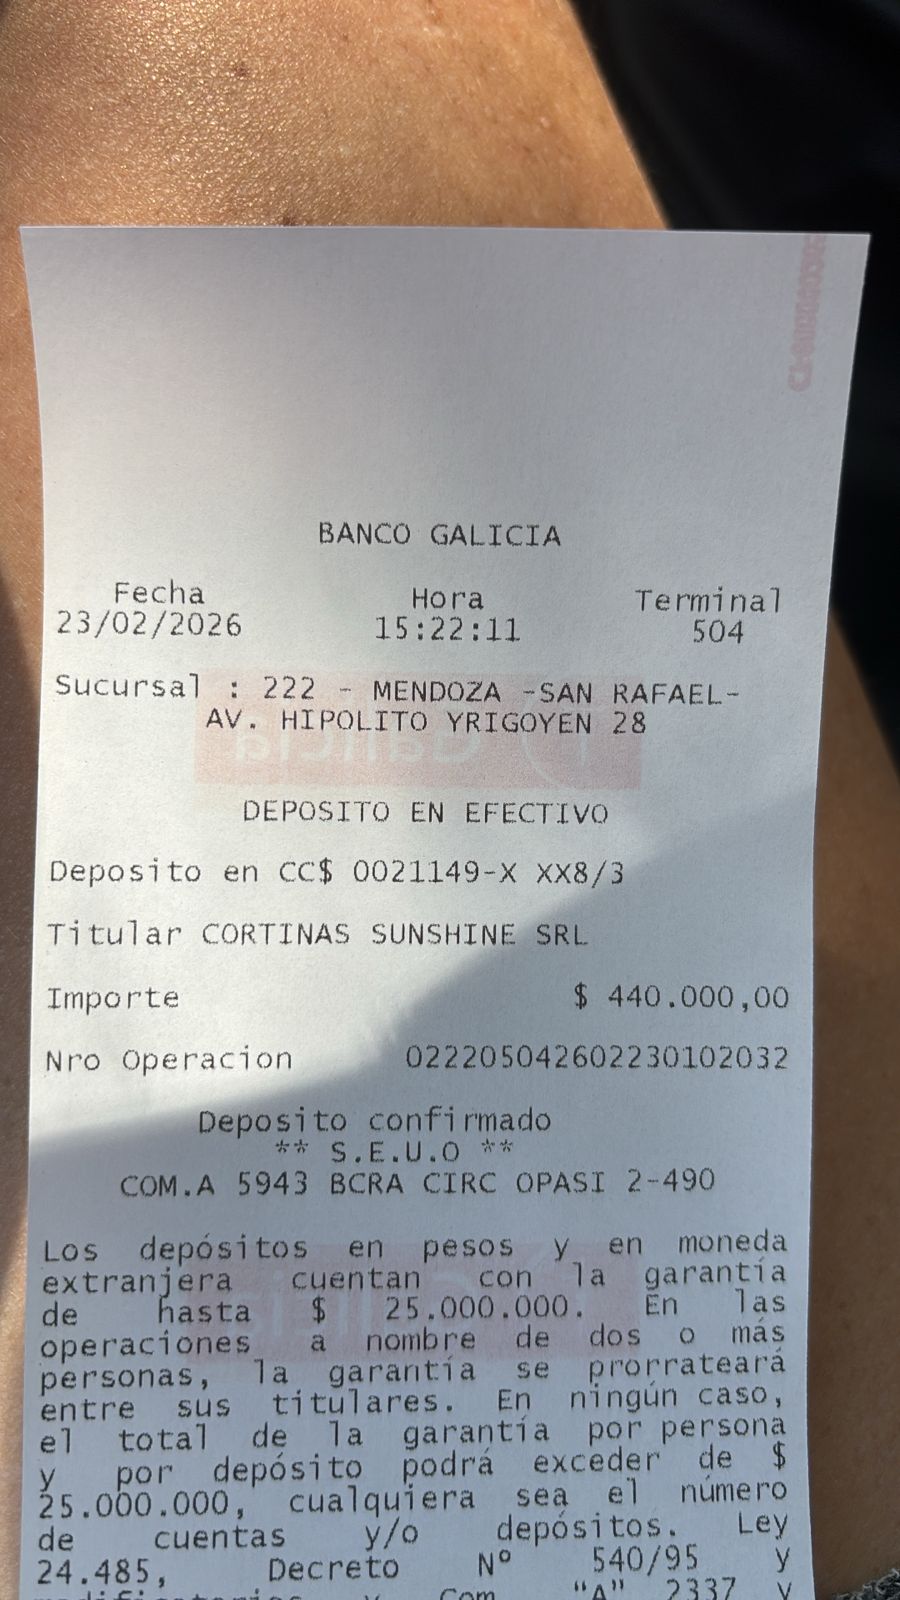 BANCO GALICIA
Fecha Hora Terminal
23/02/2026 15:22:11 504
Sucursal : 222 - MENDOZA -SAN RAFAEL-
AV. HIPOLITO YRIGOYEN 28
Galicia
DEPOSITO EN EFECTIVO
Deposito en CC$ 0021149-X XX8/3
Titular CORTINAS SUNSHINE SRL
Importe $ 440.000,00
Nro Operacion 022205042602230102032
Deposito confirmado
** S.E.U.O **
COM.A 5943 BCRA CIRC OPASI 2-490
Los depósitos en pesos y en moneda
extranjera cuentan con la garantía
de hasta $ 25.000.000. En las
operaciones a nombre de dos o más
personas, la garantía se prorrateará
entre sus titulares. En ningún caso,
el total de la garantía por persona
y por depósito podrá exceder de $
25.000.000, cualquiera sea el número
de cuentas y/o depósitos. Ley
24.485, Decreto Nº 540/95 y
y Com. "A" 2337 y